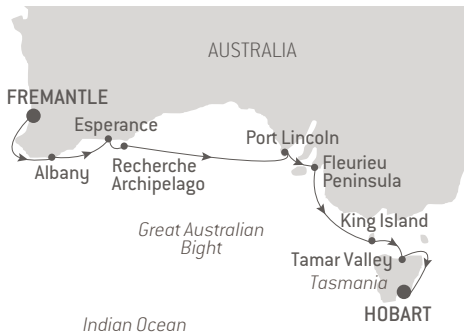 AUSTRALIA
FREMANTLE
Esperance
Albany
Recherche
Archipelago
Port Lincoln
Fleurieu
Peninsula
Great Australian
Bight
King Island
Tamar Valley
Tasmania
HOBART
Indian Ocean